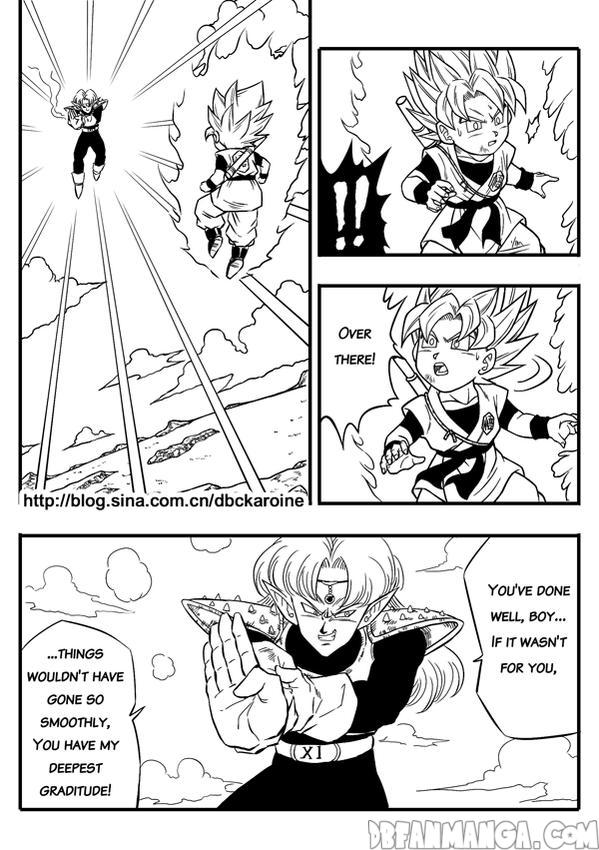 !!
OVER
THERE!
http://blog.sina.com.cn/dbckaroine
YOU'VE DONE
WELL, BOY...
IF IT WASN'T
FOR YOU,
...THINGS
WOULDN'T HAVE
GONE SO
SMOOTHLY,
YOU HAVE MY
DEEPEST
GRADITUDE!
XI
DBFANMANGA.COM